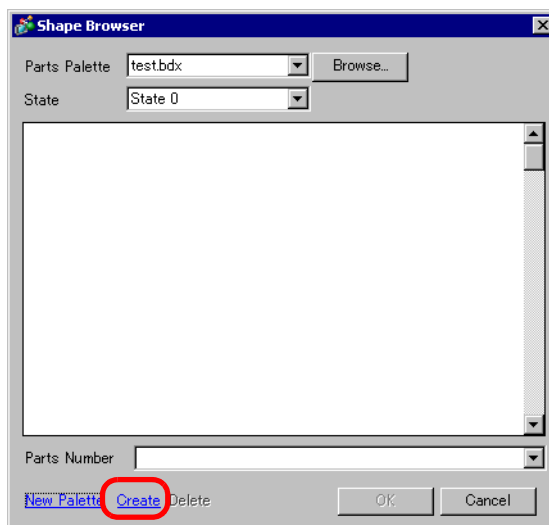 Shape Browser
Parts Palette test.bdx Browse...
State State 0
Parts Number
New Palette Create Delete OK Cancel